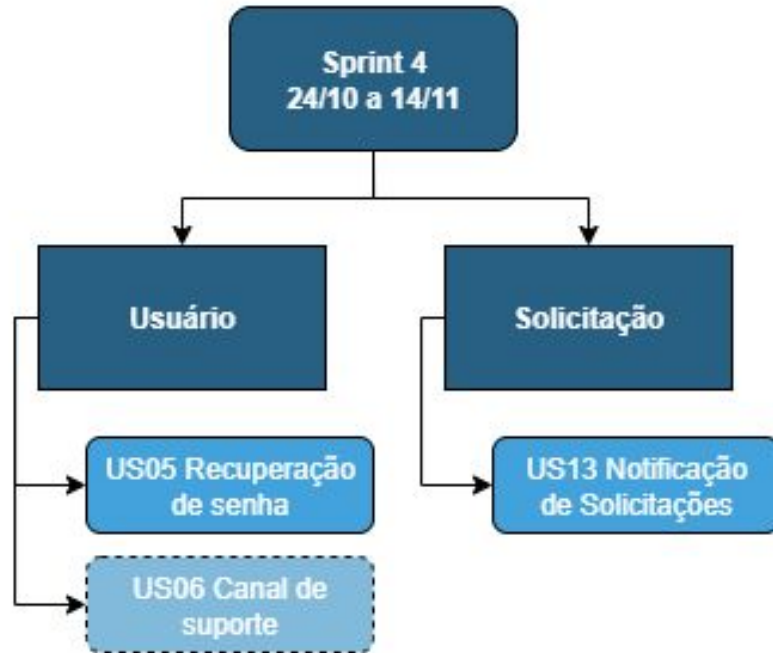 Sprint 4
24/10 a 14/11
Usuário
Solicitação
US05 Recuperação
de senha
US13 Notificação
de Solicitações
US06 Canal de
suporte